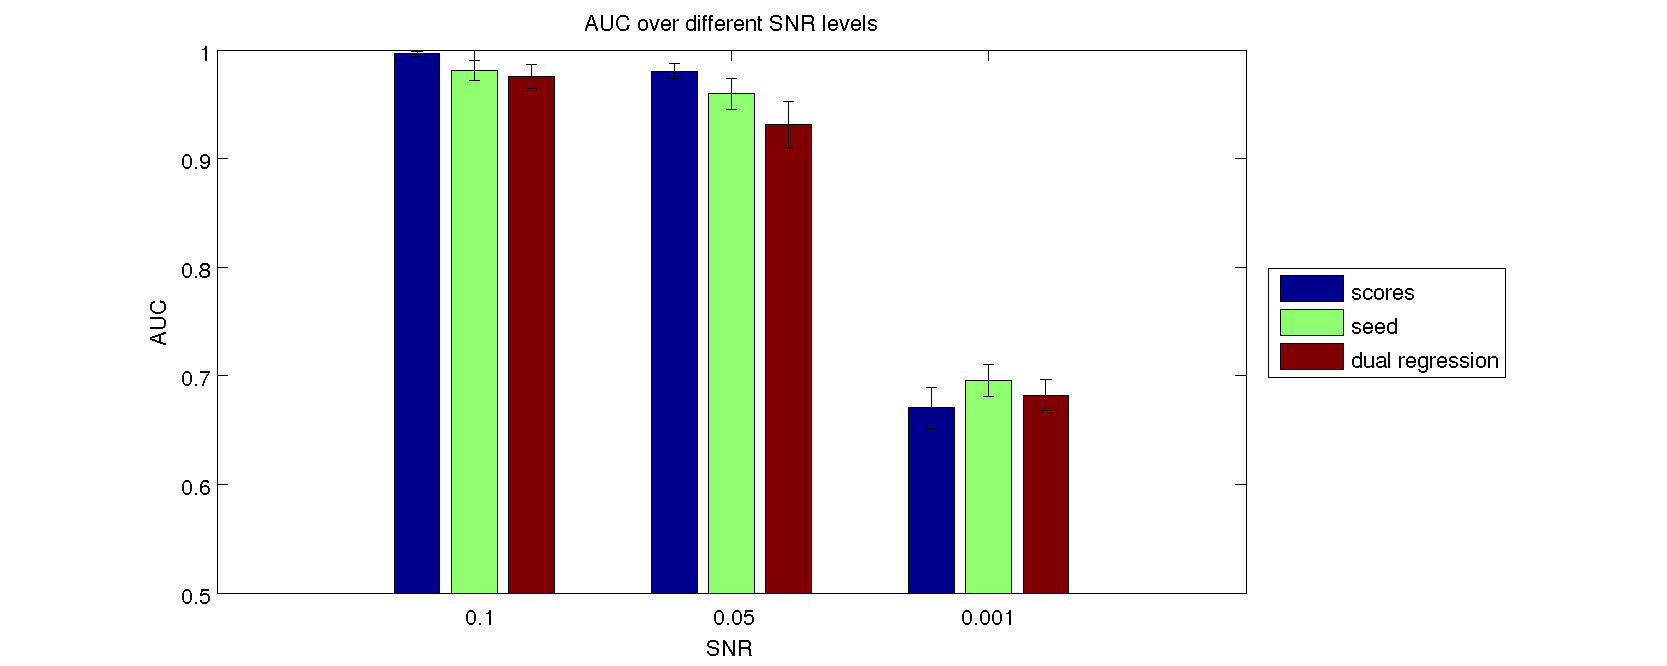 AUC over different SNR levels
1
0.9
0.8
0.7
0.6
0.5
AUC
0.1 0.05 0.001
SNR
scores
seed
dual regression